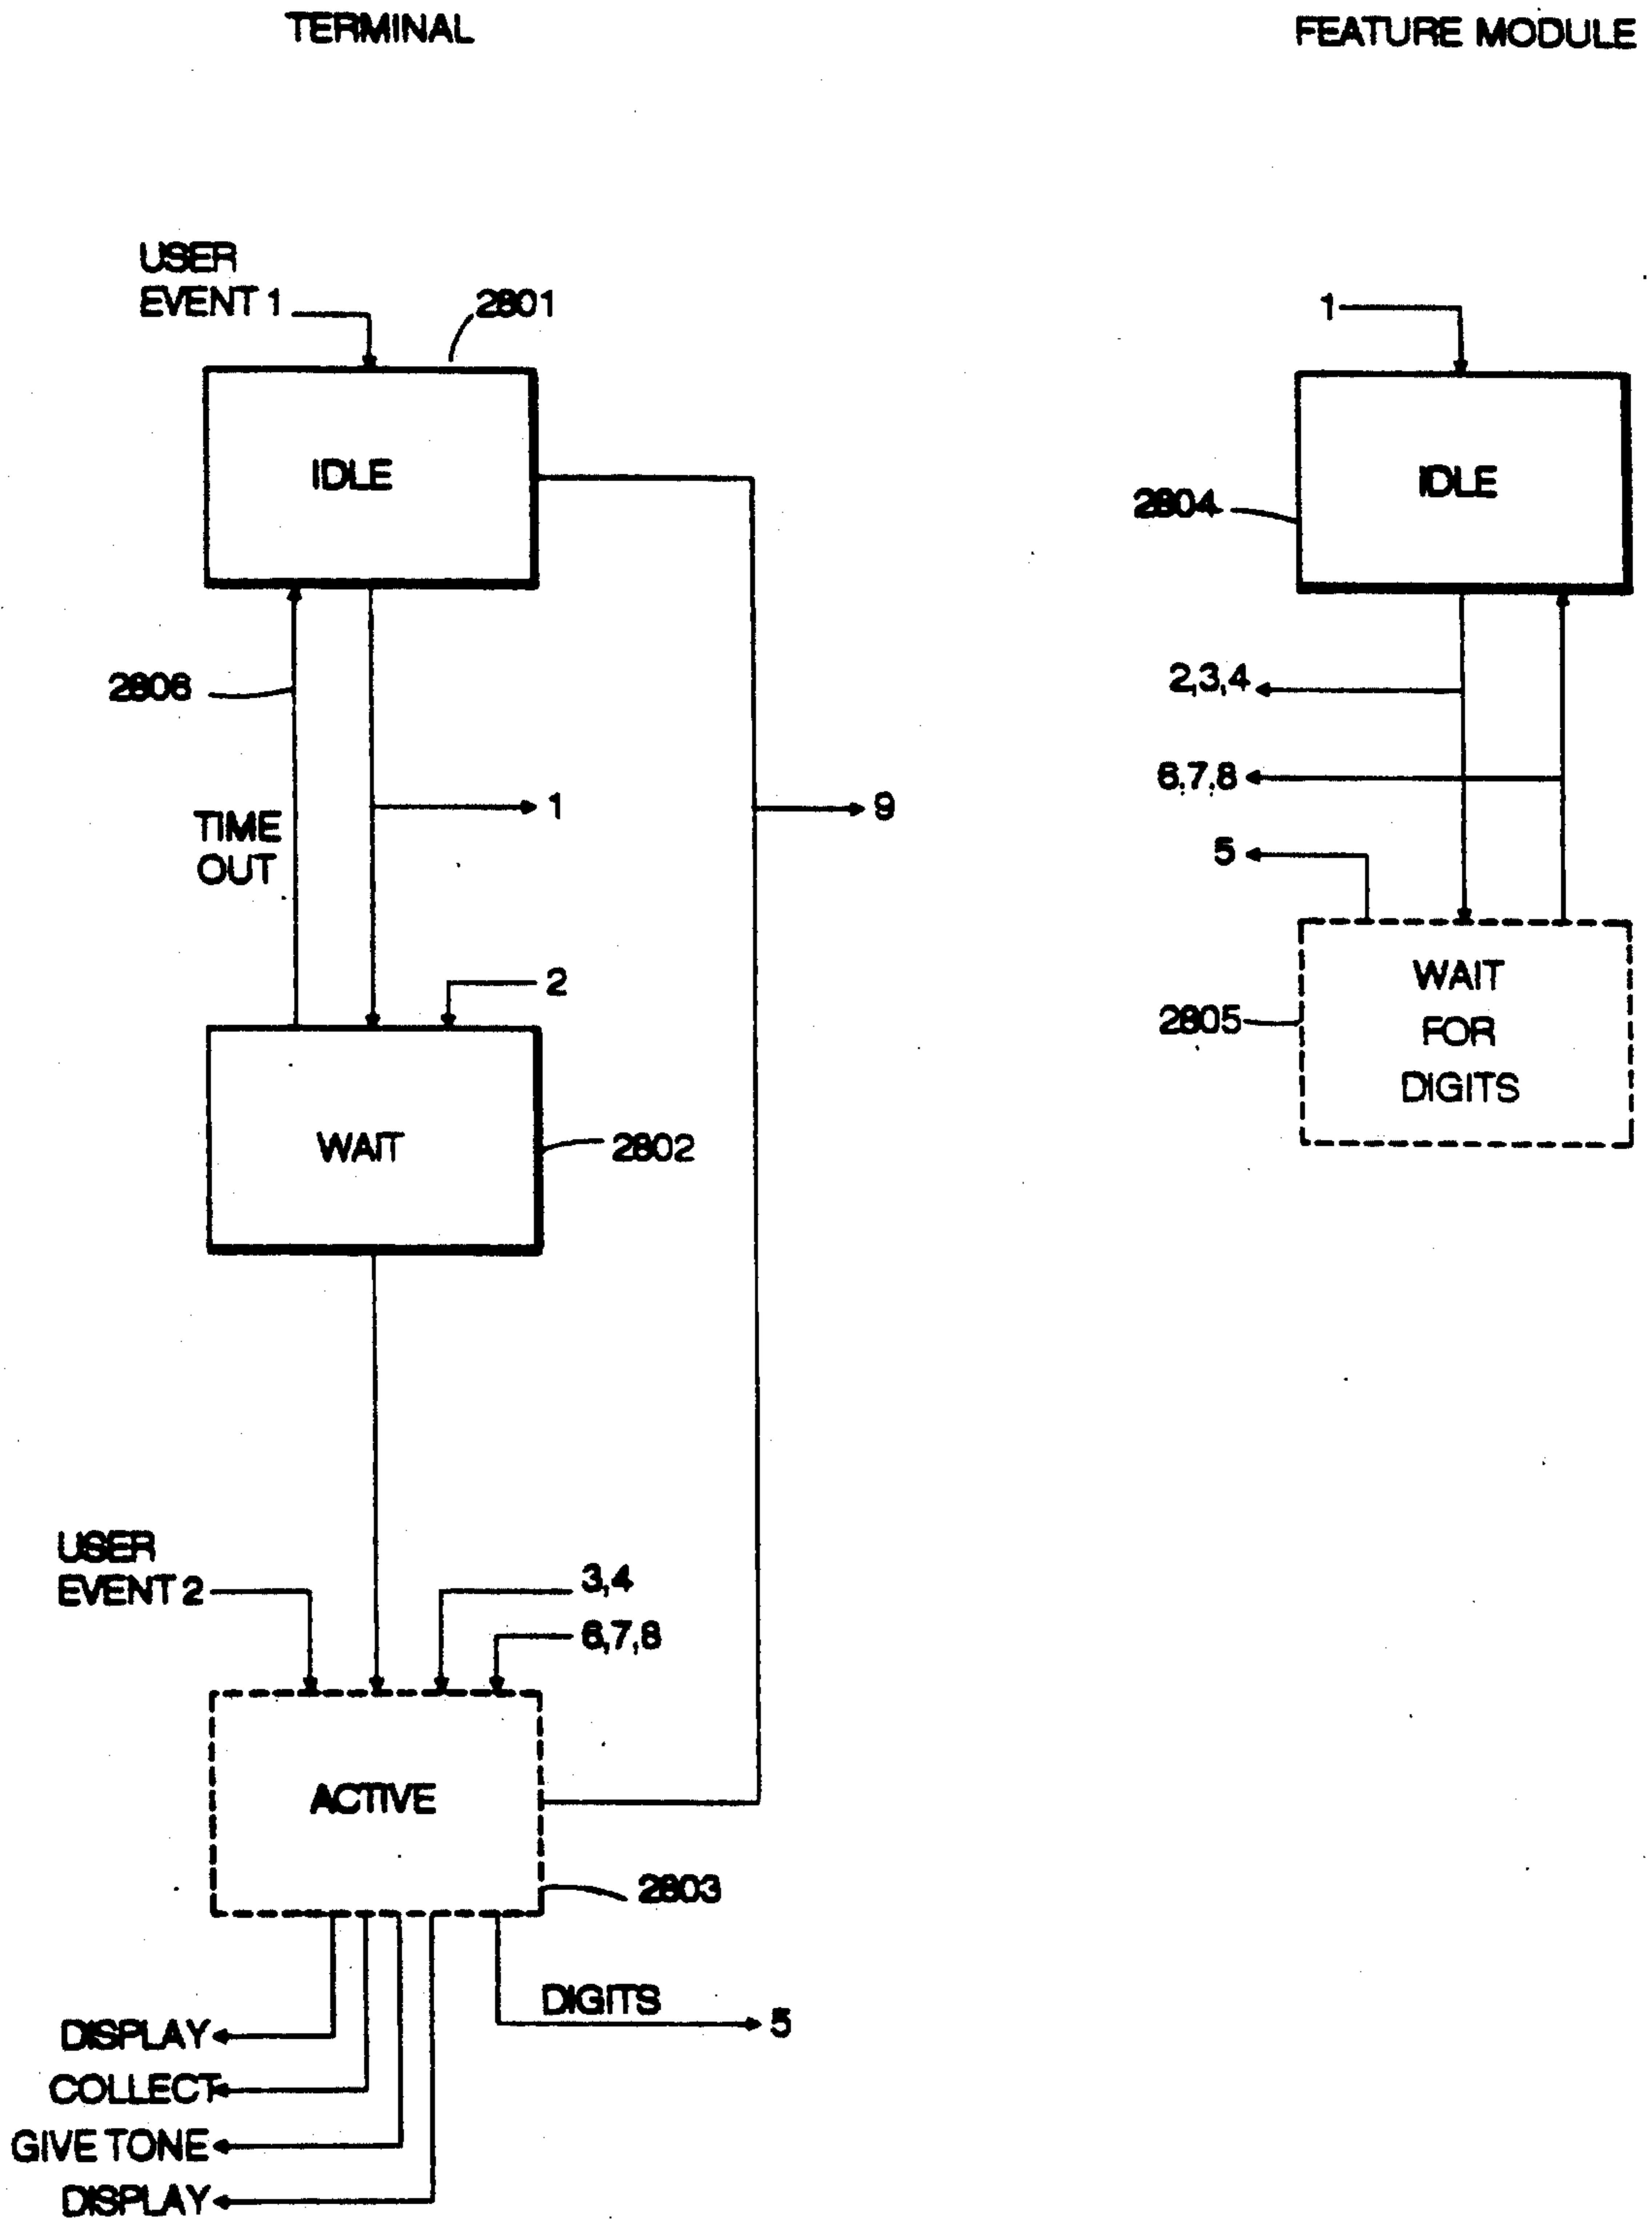 TERMINAL
FEATURE MODULE
USER
EVENT 1
2801
1
IDLE
IDLE
2804
2806
2,3,4
6,7,8
1
9
TIME
OUT
5
2
WAIT
FOR
DIGITS
2805
WAIT
2802
USER
EVENT 2
3,4
6,7,8
ACTIVE
2803
DIGITS
5
DISPLAY
COLLECT
GIVE TONE
DISPLAY